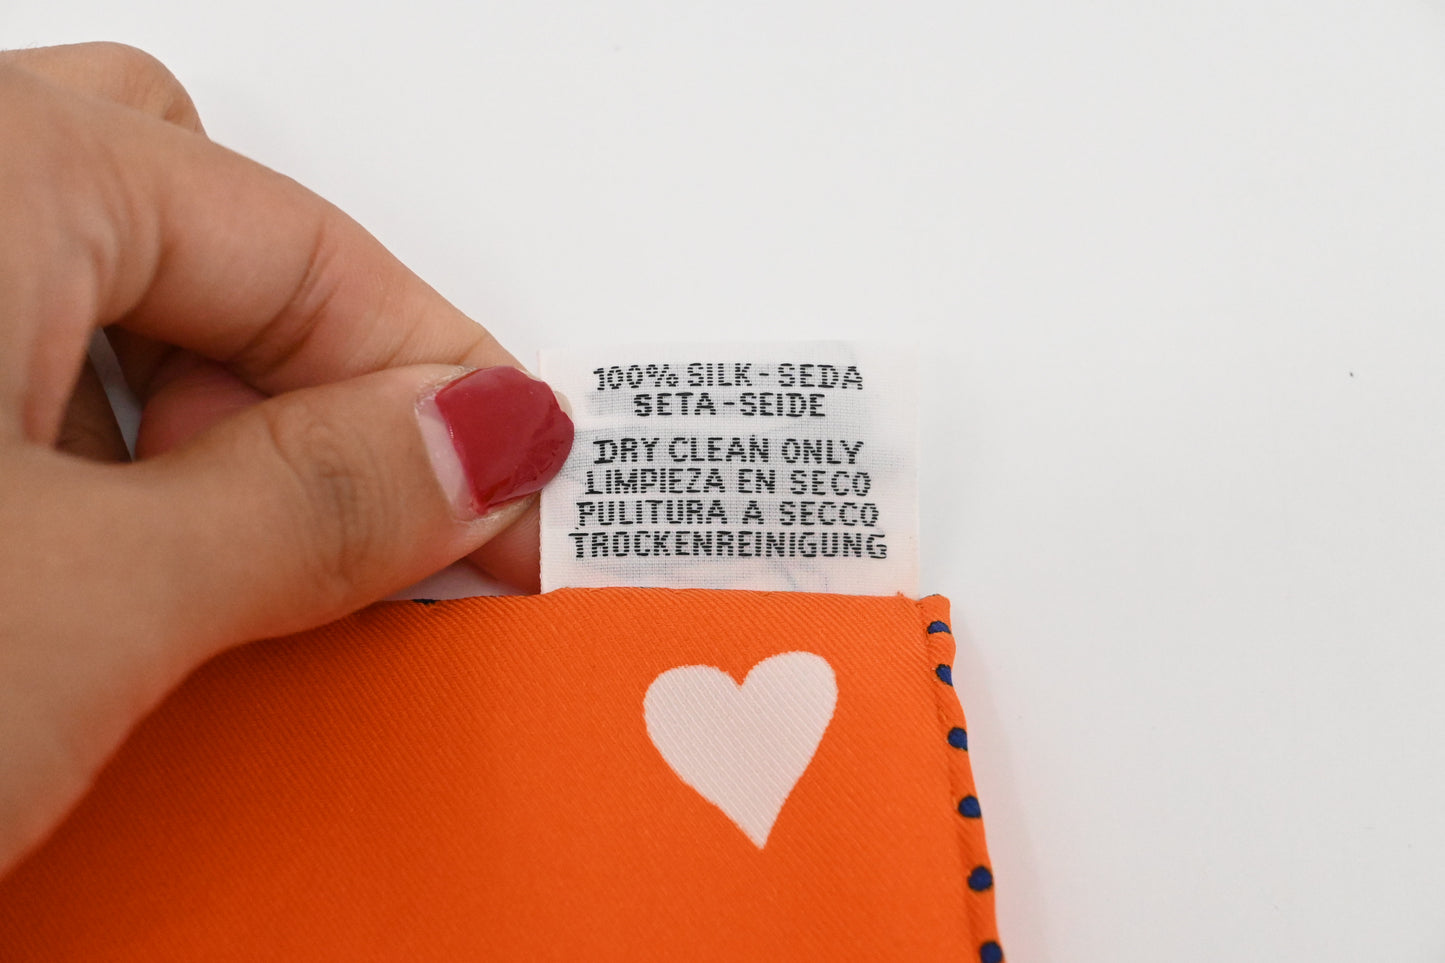 100% SILK-SEDA
SETA-SEIDE
DRY CLEAN ONLY
LIMPIEZA EN SECO
PULITURA A SECCO
TROCKENREINIGUNG